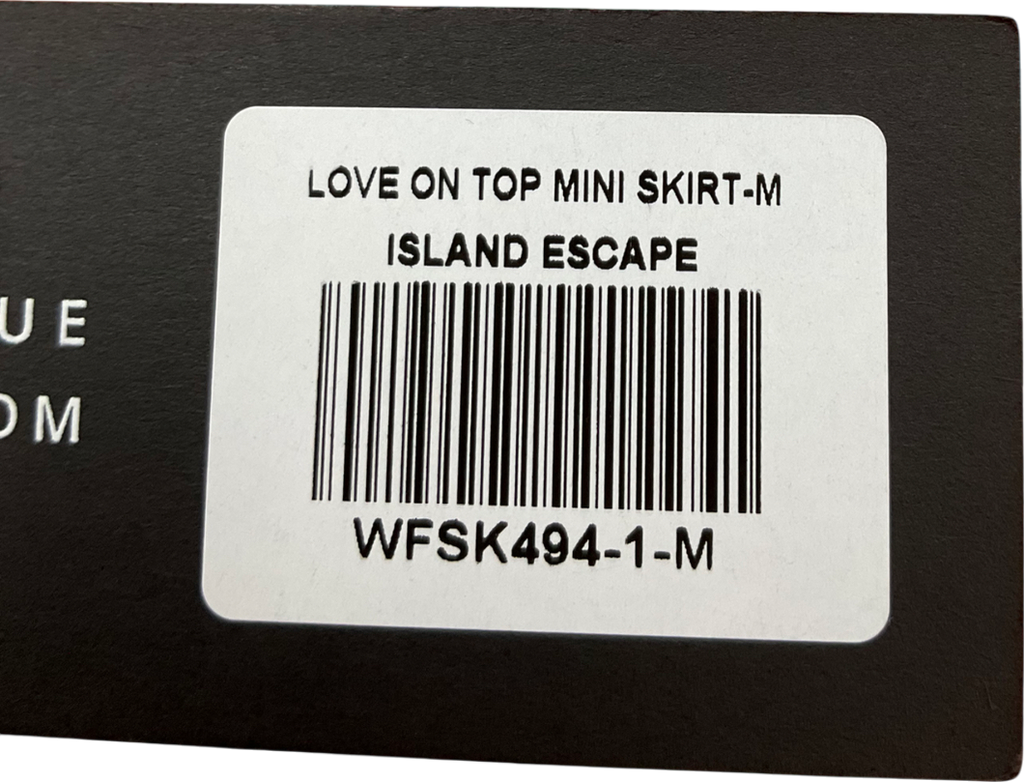 LOVE ON TOP MINI SKIRT-M
ISLAND ESCAPE
WFSK494-1-M